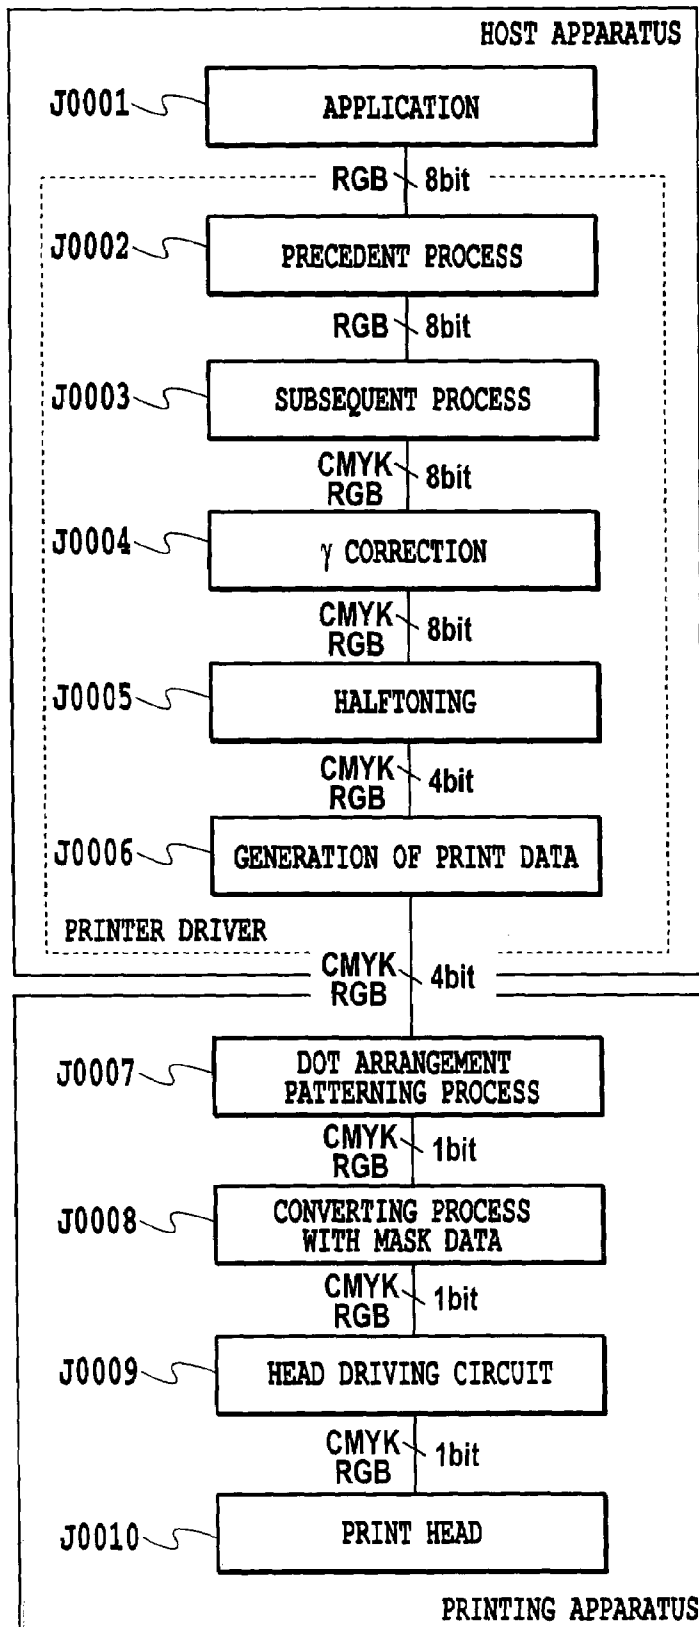 HOST APPARATUS
J0001
APPLICATION
RGB 8bit
J0002
PRECEDENT PROCESS
RGB 8bit
J0003
SUBSEQUENT PROCESS
CMYK
RGB
8bit
J0004
γ CORRECTION
CMYK
RGB
8bit
J0005
HALFTONING
CMYK
RGB
4bit
J0006
GENERATION OF PRINT DATA
PRINTER DRIVER
CMYK
RGB
4bit
J0007
DOT ARRANGEMENT
PATTERNING PROCESS
CMYK
RGB
1bit
J0008
CONVERTING PROCESS
WITH MASK DATA
CMYK
RGB
1bit
J0009
HEAD DRIVING CIRCUIT
CMYK
RGB
1bit
J0010
PRINT HEAD
PRINTING APPARATUS